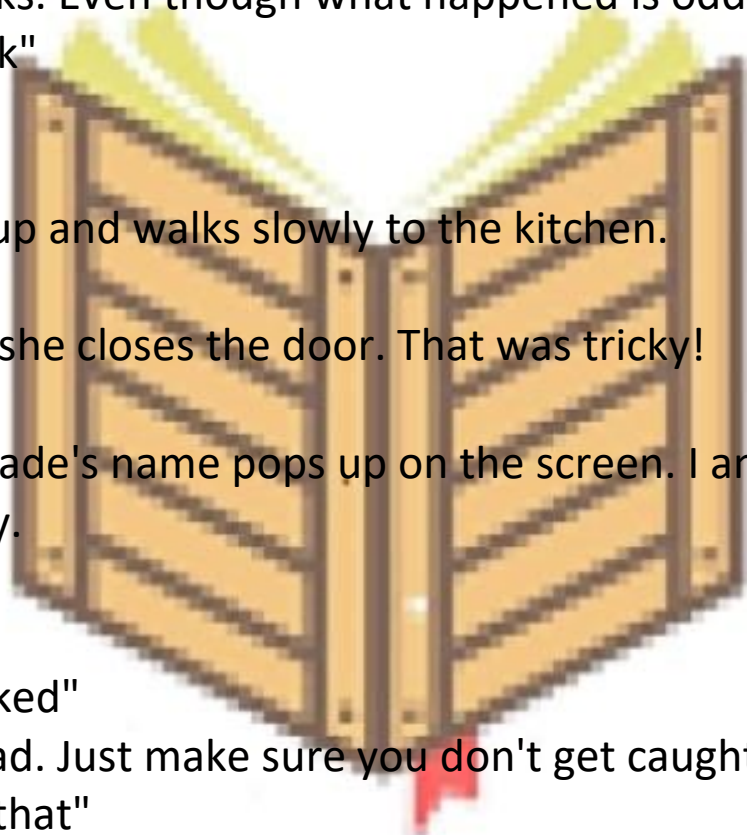 ks. Even though what happened is odd
k"
up and walks slowly to the kitchen.
she closes the door. That was tricky!
ade's name pops up on the screen. I an
y.
ked"
ad. Just make sure you don't get caught
that"